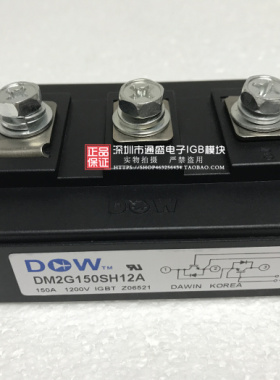 正品保证
深圳市通盛电子IGB模块
实物拍摄 严禁盗用
DOW™
DM2G150SH12A
150A 1200V IGBT Z06521
DAWIN KOREA